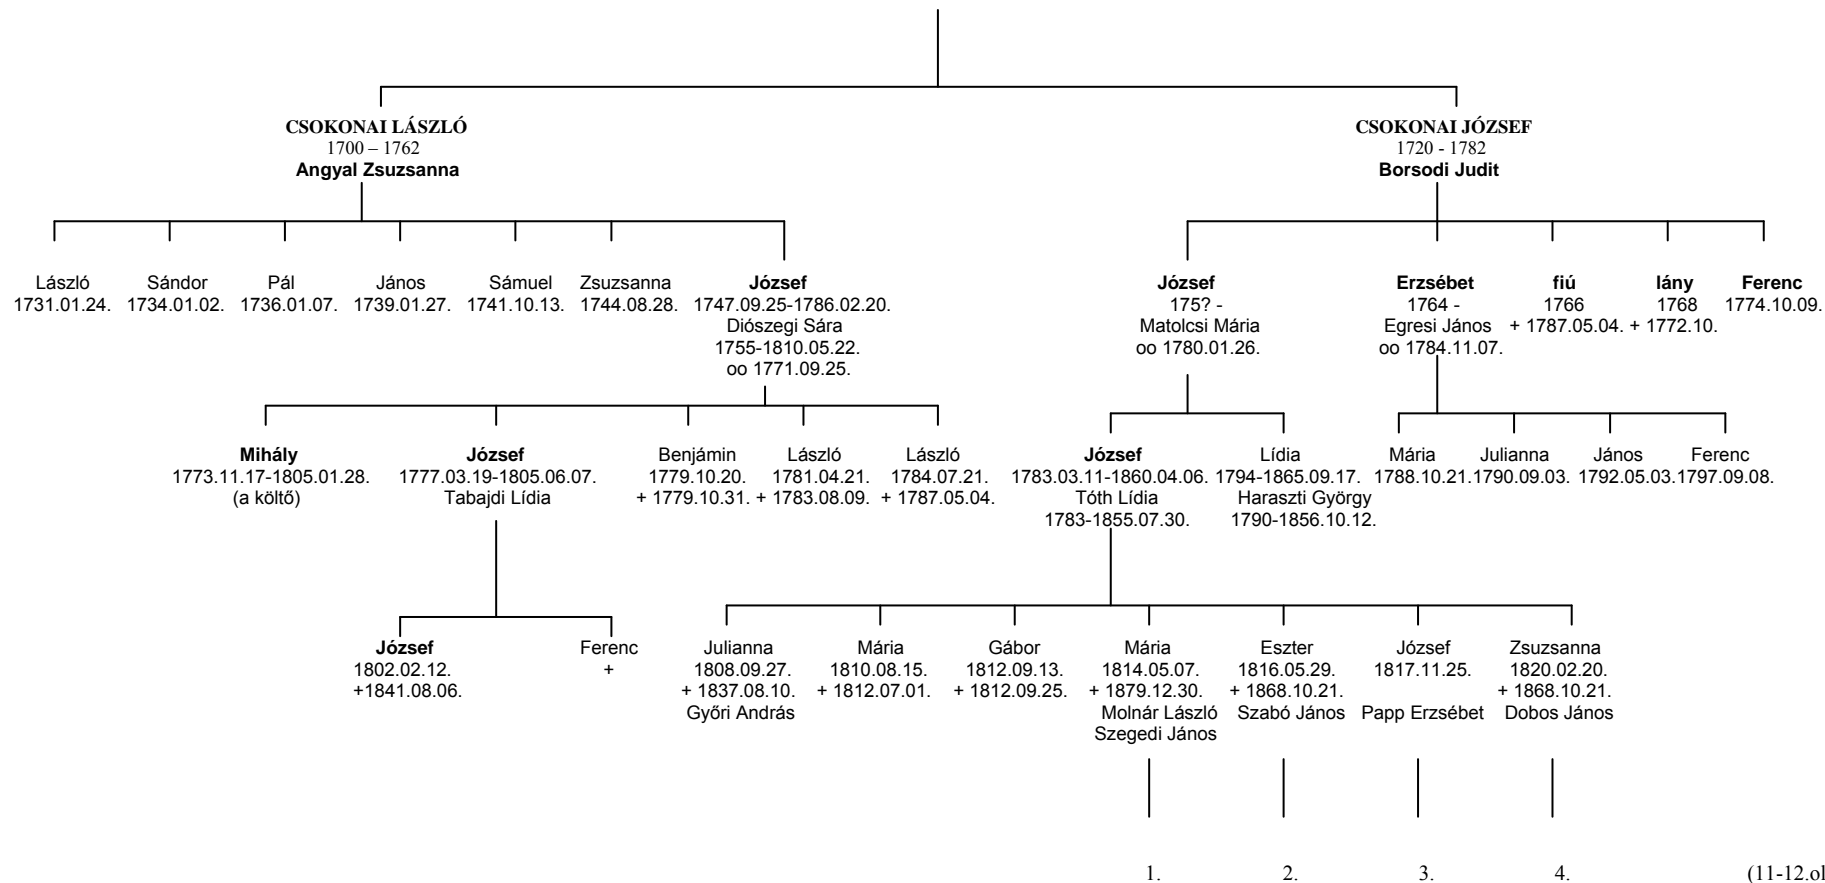 CSOKONAI LÁSZLÓ
1700 – 1762
Angyal Zsuzsanna
CSOKONAI JÓZSEF
1720 - 1782
Borsodi Judit
László
1731.01.24.
Sándor
1734.01.02.
Pál
1736.01.07.
János
1739.01.27.
Sámuel
1741.10.13.
Zsuzsanna
1744.08.28.
József
1747.09.25-1786.02.20.
Diószegi Sára
1755-1810.05.22.
oo 1771.09.25.
József
175? -
Matolcsi Mária
oo 1780.01.26.
Erzsébet
1764 -
Egresi János
oo 1784.11.07.
fiú
1766
+ 1787.05.04.
lány
1768
+ 1772.10.
Ferenc
1774.10.09.
Mihály
1773.11.17-1805.01.28.
(a költő)
József
1777.03.19-1805.06.07.
Tabajdi Lídia
Benjámin
1779.10.20.
+ 1779.10.31.
László
1781.04.21.
+ 1783.08.09.
László
1784.07.21.
+ 1787.05.04.
József
1783.03.11-1860.04.06.
Tóth Lídia
1783-1855.07.30.
Lídia
1794-1865.09.17.
Haraszti György
1790-1856.10.12.
Mária
1788.10.21.
Julianna
1790.09.03.
János
1792.05.03.
Ferenc
1797.09.08.
József
1802.02.12.
+1841.08.06.
Ferenc
+
Julianna
1808.09.27.
+ 1837.08.10.
Győri András
Mária
1810.08.15.
+ 1812.07.01.
Gábor
1812.09.13.
+ 1812.09.25.
Mária
1814.05.07.
+ 1879.12.30.
Molnár László
Szegedi János
Eszter
1816.05.29.
+ 1868.10.21.
Szabó János
József
1817.11.25.
Papp Erzsébet
Zsuzsanna
1820.02.20.
+ 1868.10.21.
Dobos János
1. 2. 3. 4. (11-12.ol